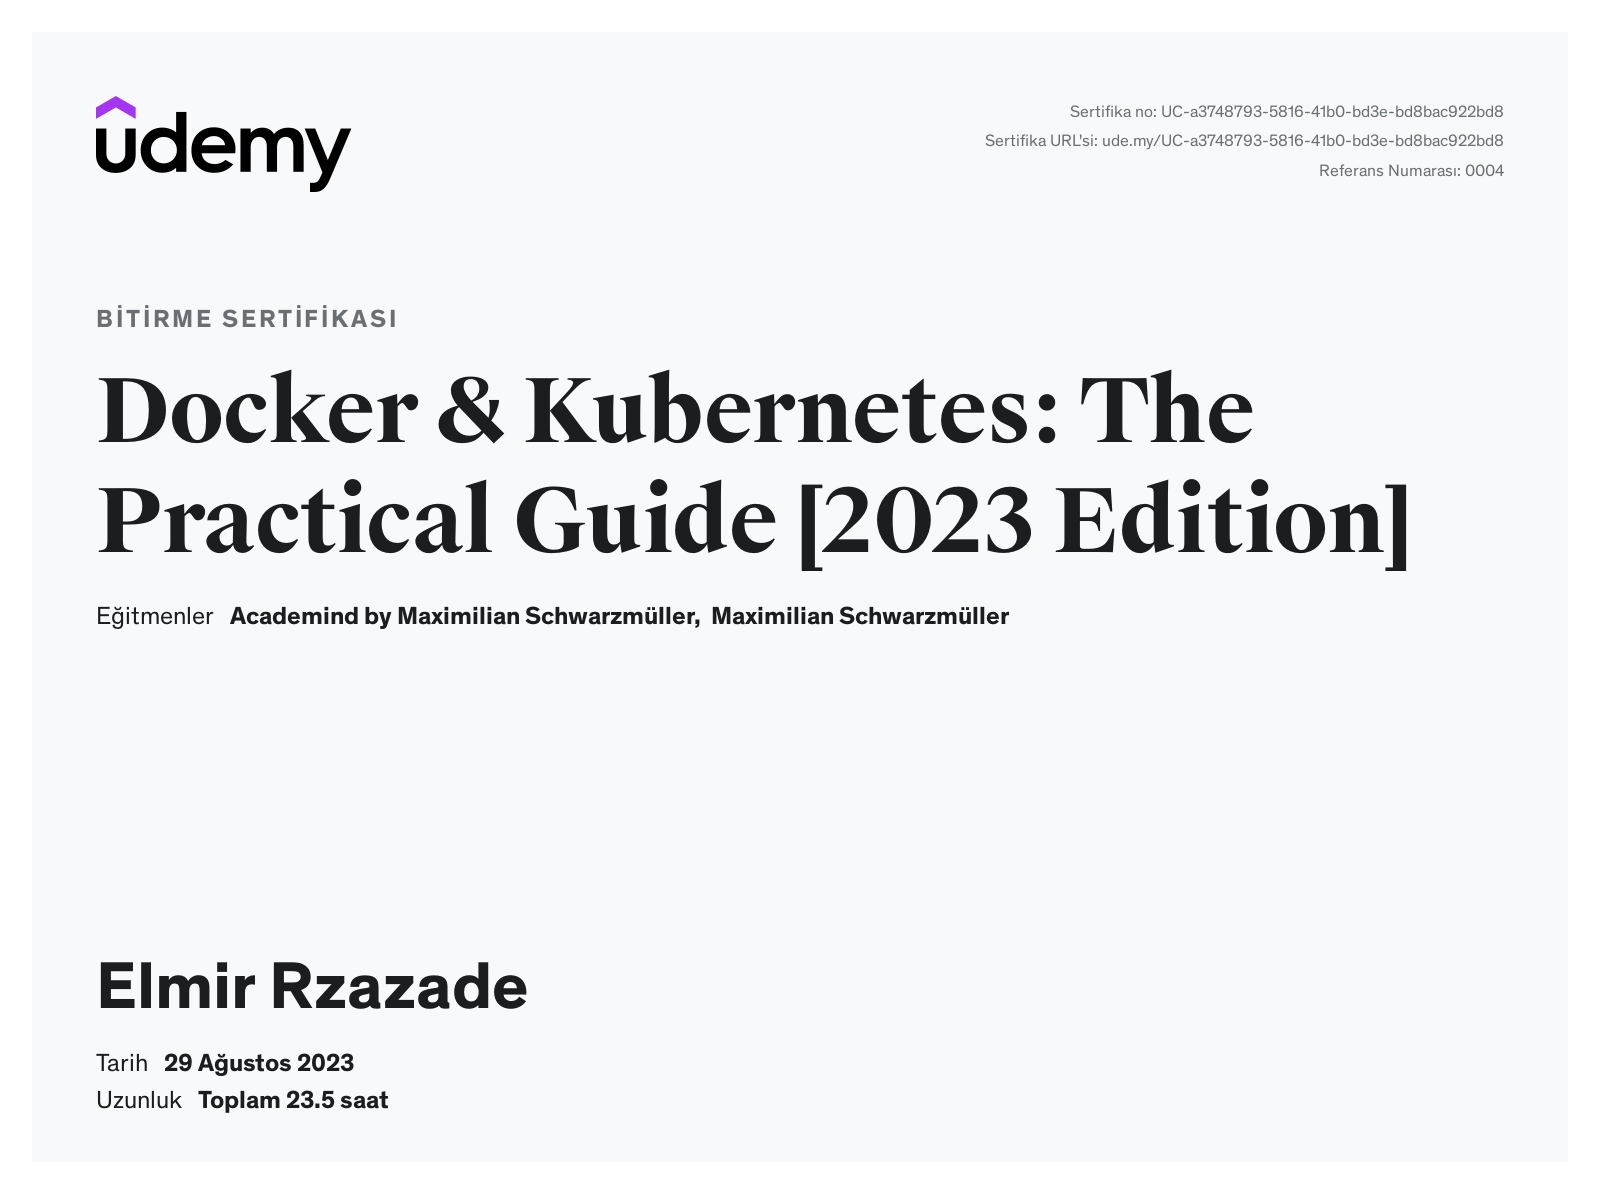 udemy
Sertifika no: UC-a3748793-5816-41b0-bd3e-bd8bac922bd8
Sertifika URL'si: ude.my/UC-a3748793-5816-41b0-bd3e-bd8bac922bd8
Referans Numarası: 0004
BİTİRME SERTİFİKASI
Docker & Kubernetes: The
Practical Guide [2023 Edition]
Eğitmenler Academind by Maximilian Schwarzmüller, Maximilian Schwarzmüller
Elmir Rzazade
Tarih 29 Ağustos 2023
Uzunluk Toplam 23.5 saat